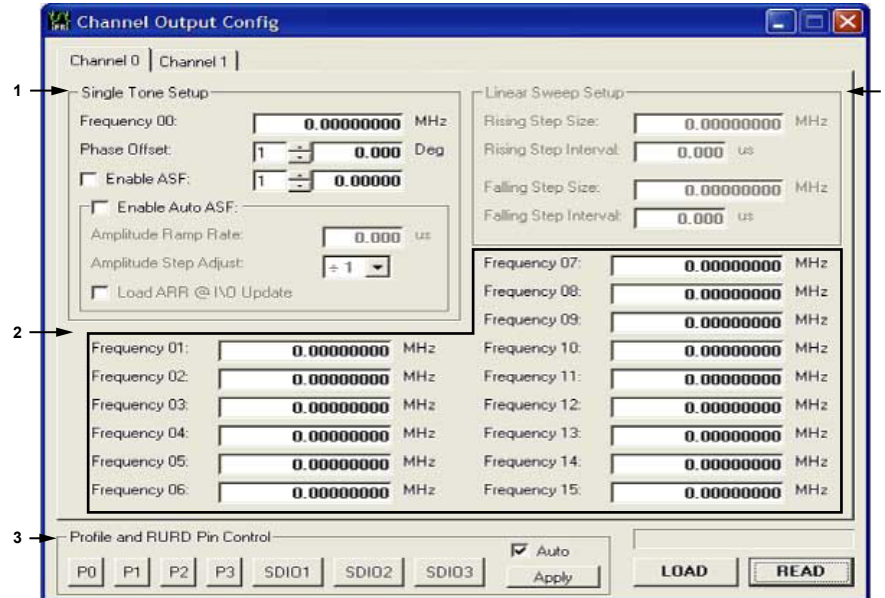 Channel Output Config
Channel 0 Channel 1
1
Single Tone Setup
Frequency 00: 0.00000000 MHz
Phase Offset: 1 0.000 Deg
Enable ASF: 1 0.00000
Enable Auto ASF:
Amplitude Ramp Rate: 0.000 us
Amplitude Step Adjust: ÷ 1
Load ARR @ I\O Update
Linear Sweep Setup
Rising Step Size: 0.00000000 MHz
Rising Step Interval: 0.000 us
Falling Step Size: 0.00000000 MHz
Falling Step Interval: 0.000 us
2
Frequency 01: 0.00000000 MHz
Frequency 02: 0.00000000 MHz
Frequency 03: 0.00000000 MHz
Frequency 04: 0.00000000 MHz
Frequency 05: 0.00000000 MHz
Frequency 06: 0.00000000 MHz
Frequency 07: 0.00000000 MHz
Frequency 08: 0.00000000 MHz
Frequency 09: 0.00000000 MHz
Frequency 10: 0.00000000 MHz
Frequency 11: 0.00000000 MHz
Frequency 12: 0.00000000 MHz
Frequency 13: 0.00000000 MHz
Frequency 14: 0.00000000 MHz
Frequency 15: 0.00000000 MHz
3
Profile and RURD Pin Control
P0 P1 P2 P3 SDIO1 SDIO2 SDIO3
Auto
Apply
LOAD READ